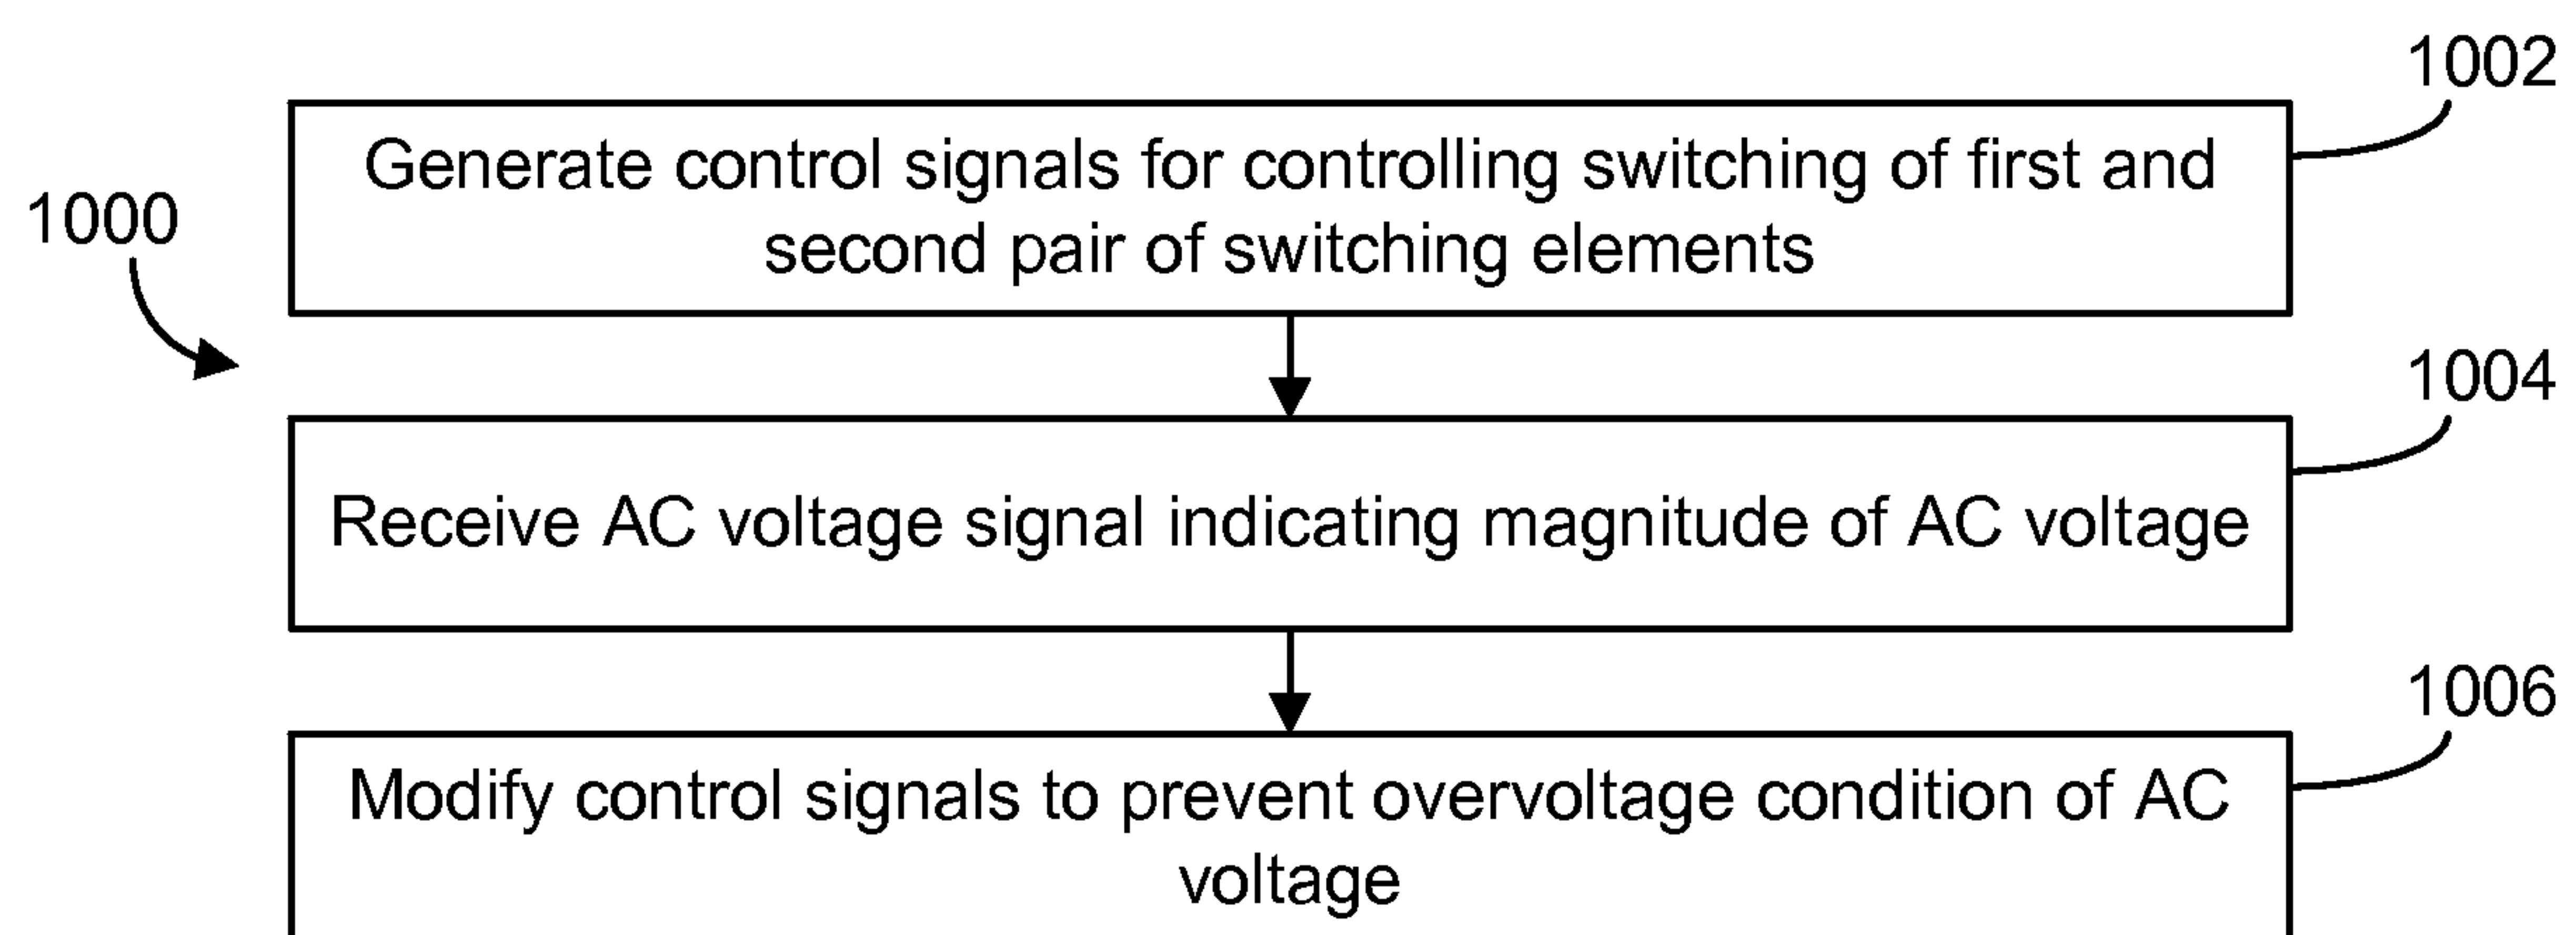 1002
Generate control signals for controlling switching of first and
second pair of switching elements
1000
1004
Receive AC voltage signal indicating magnitude of AC voltage
1006
Modify control signals to prevent overvoltage condition of AC
voltage